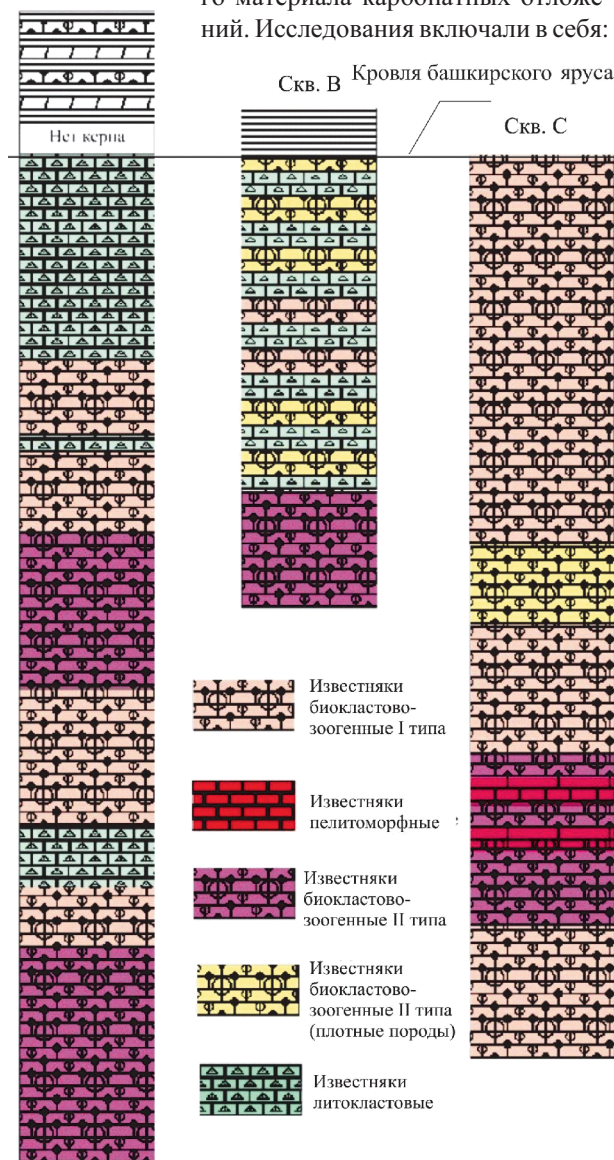 го материала карбонатных отложе-
ний. Исследования включали в себя:
Скв. В
Кровля башкирского яруса
Скв. С
Нет керна
Известняки
биокластово-
зоогенные I типа
Известняки
пелитоморфные
Известняки
биокластово-
зоогенные II типа
Известняки
биокластово-
зоогенные II типа
(плотные породы)
Известняки
литокластовые